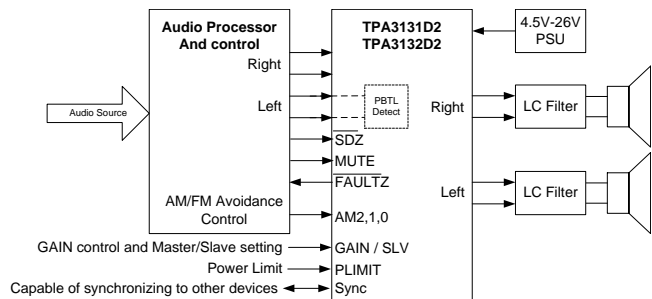 Audio Processor
And control
TPA3131D2
TPA3132D2
4.5V-26V
PSU
Right
Left
Audio Source
PBTL
Detect
Right
LC Filter
SDZ
MUTE
FAULTZ
Left
LC Filter
AM/FM Avoidance
Control
AM2,1,0
GAIN control and Master/Slave setting
GAIN / SLV
Power Limit
PLIMIT
Capable of synchronizing to other devices
Sync